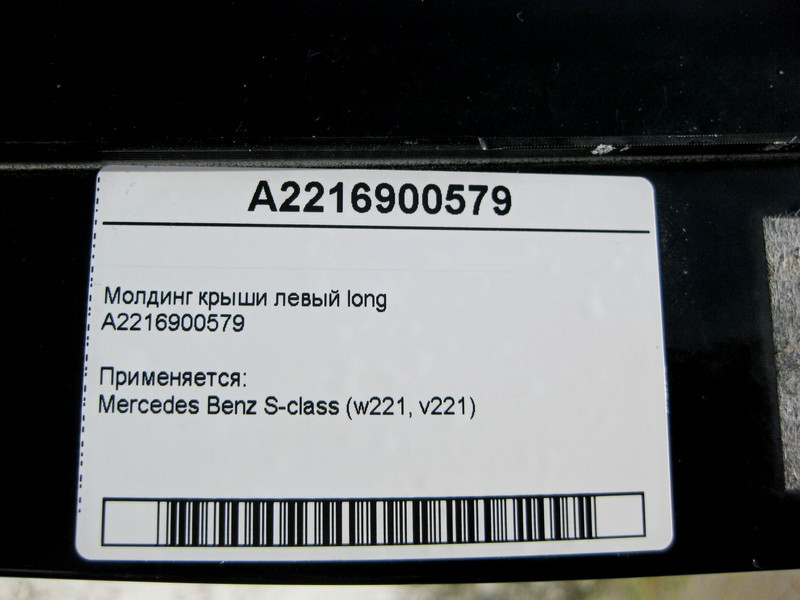 A2216900579
Молдинг крыши левый long
A2216900579
Применяется:
Mercedes Benz S-class (w221, v221)